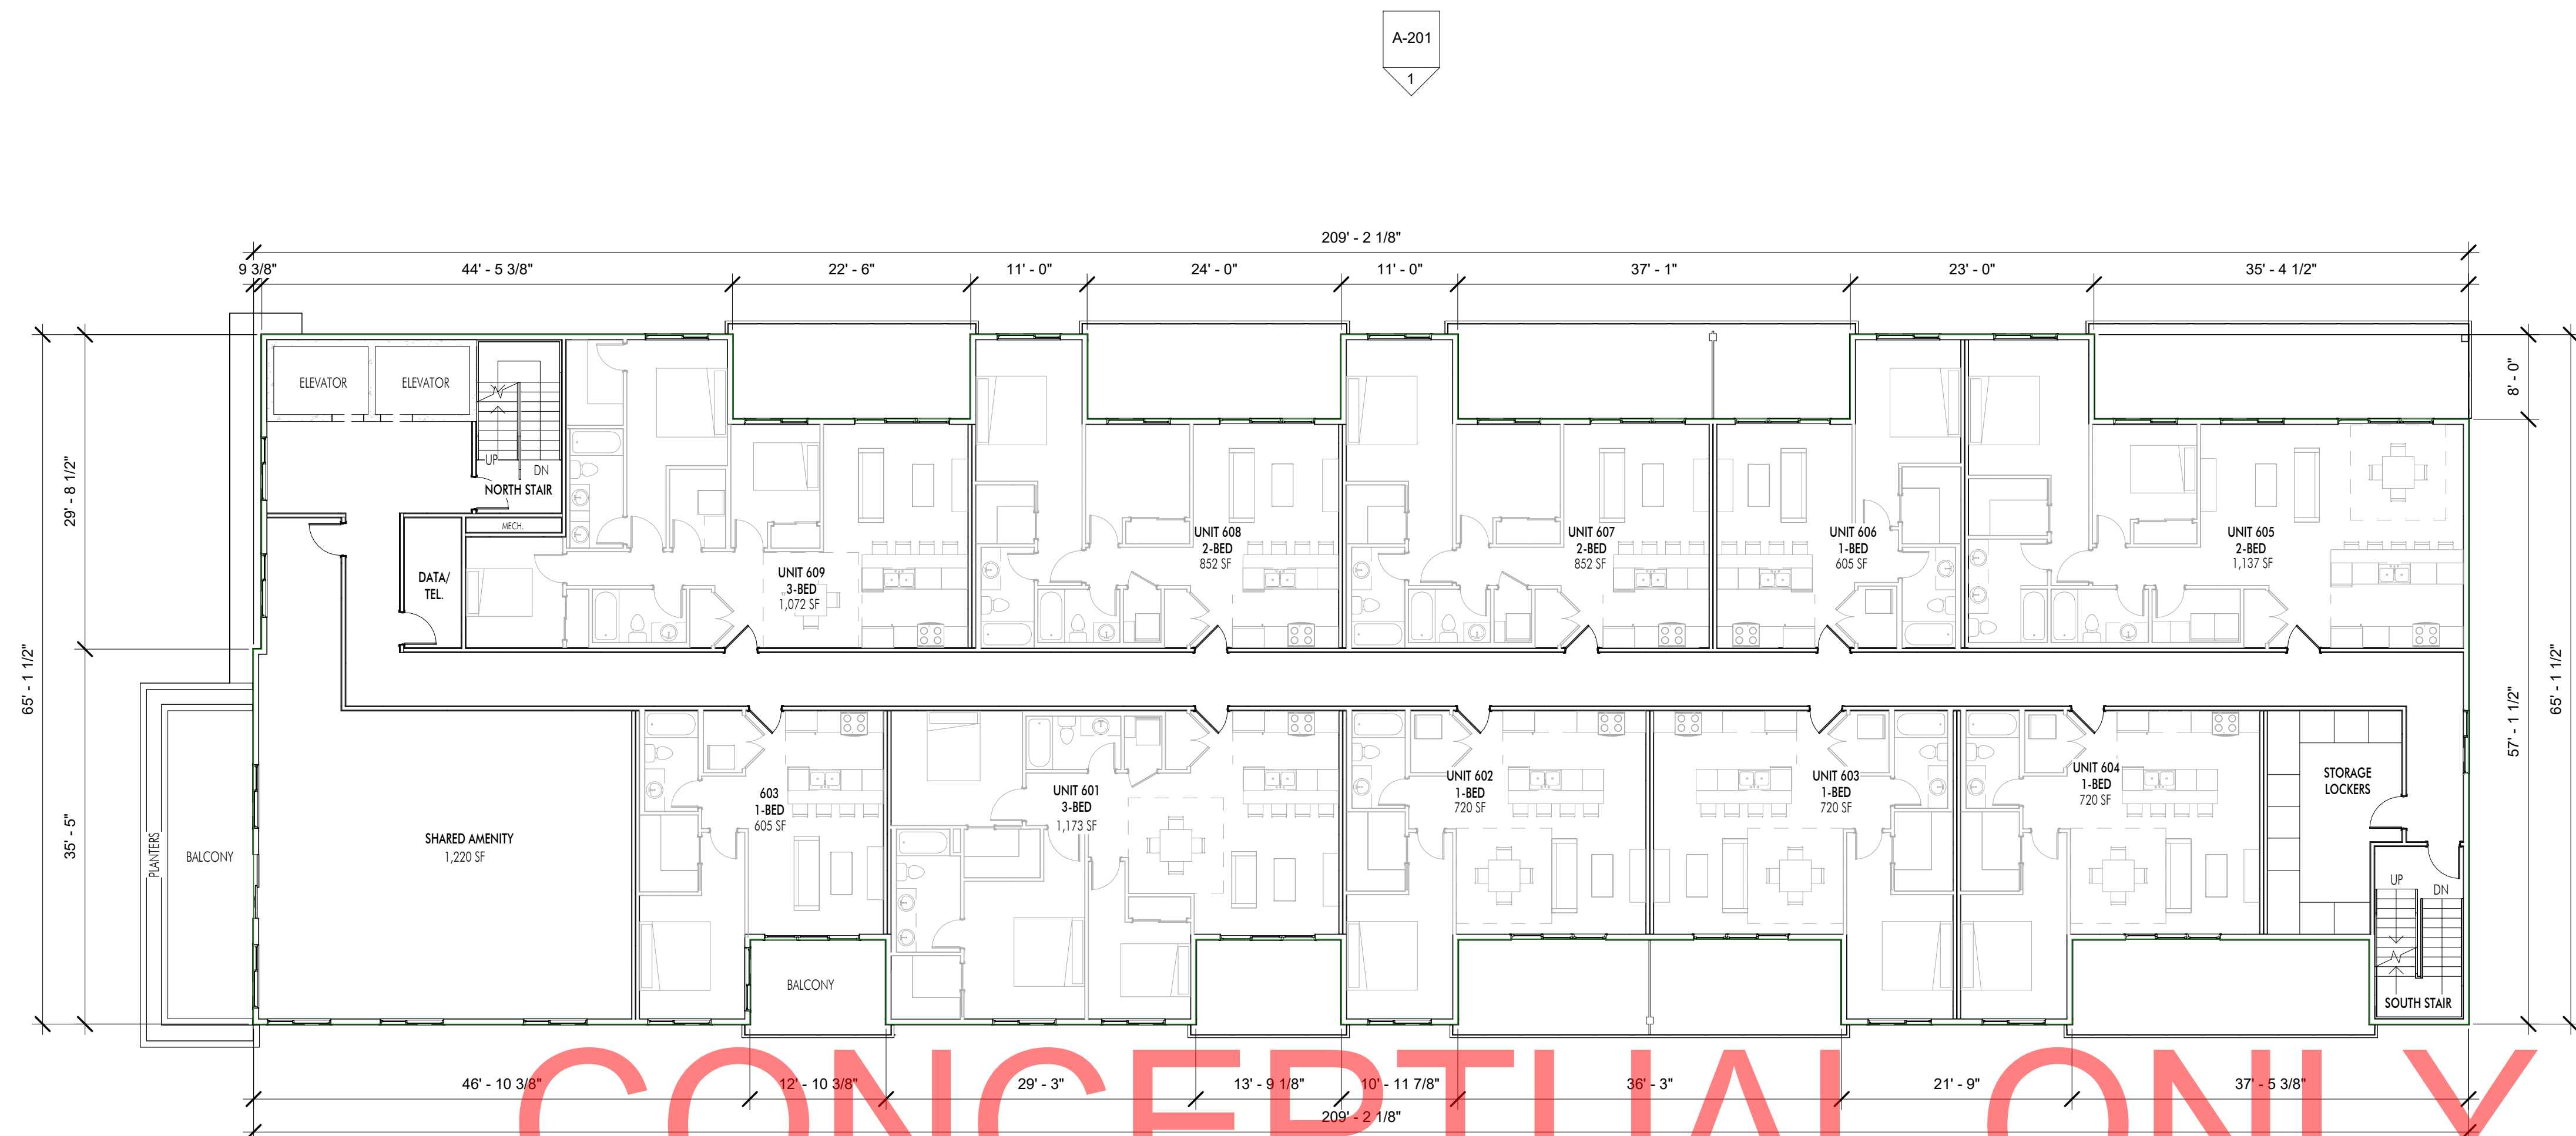 A-201
1
209' - 2 1/8"
9 3/8"
44' - 5 3/8"
22' - 6"
11' - 0"
24' - 0"
11' - 0"
37' - 1"
23' - 0"
35' - 4 1/2"
65' - 1 1/2"
29' - 8 1/2"
35' - 5"
8' - 0"
57' - 1 1/2"
65' - 1 1/2"
ELEVATOR
ELEVATOR
UP
DN
NORTH STAIR
MECH.
DATA/
TEL.
UNIT 609
3-BED
1,072 SF
UNIT 608
2-BED
852 SF
UNIT 607
2-BED
852 SF
UNIT 606
1-BED
605 SF
UNIT 605
2-BED
1,137 SF
PLANTERS
BALCONY
SHARED AMENITY
1,220 SF
603
1-BED
605 SF
BALCONY
UNIT 601
3-BED
1,173 SF
UNIT 602
1-BED
720 SF
UNIT 603
1-BED
720 SF
UNIT 604
1-BED
720 SF
STORAGE
LOCKERS
UP
DN
SOUTH STAIR
46' - 10 3/8"
12' - 10 3/8"
29' - 3"
13' - 9 1/8"
10' - 11 7/8"
36' - 3"
21' - 9"
37' - 5 3/8"
209' - 2 1/8"
CONCEPTUAL ONLY